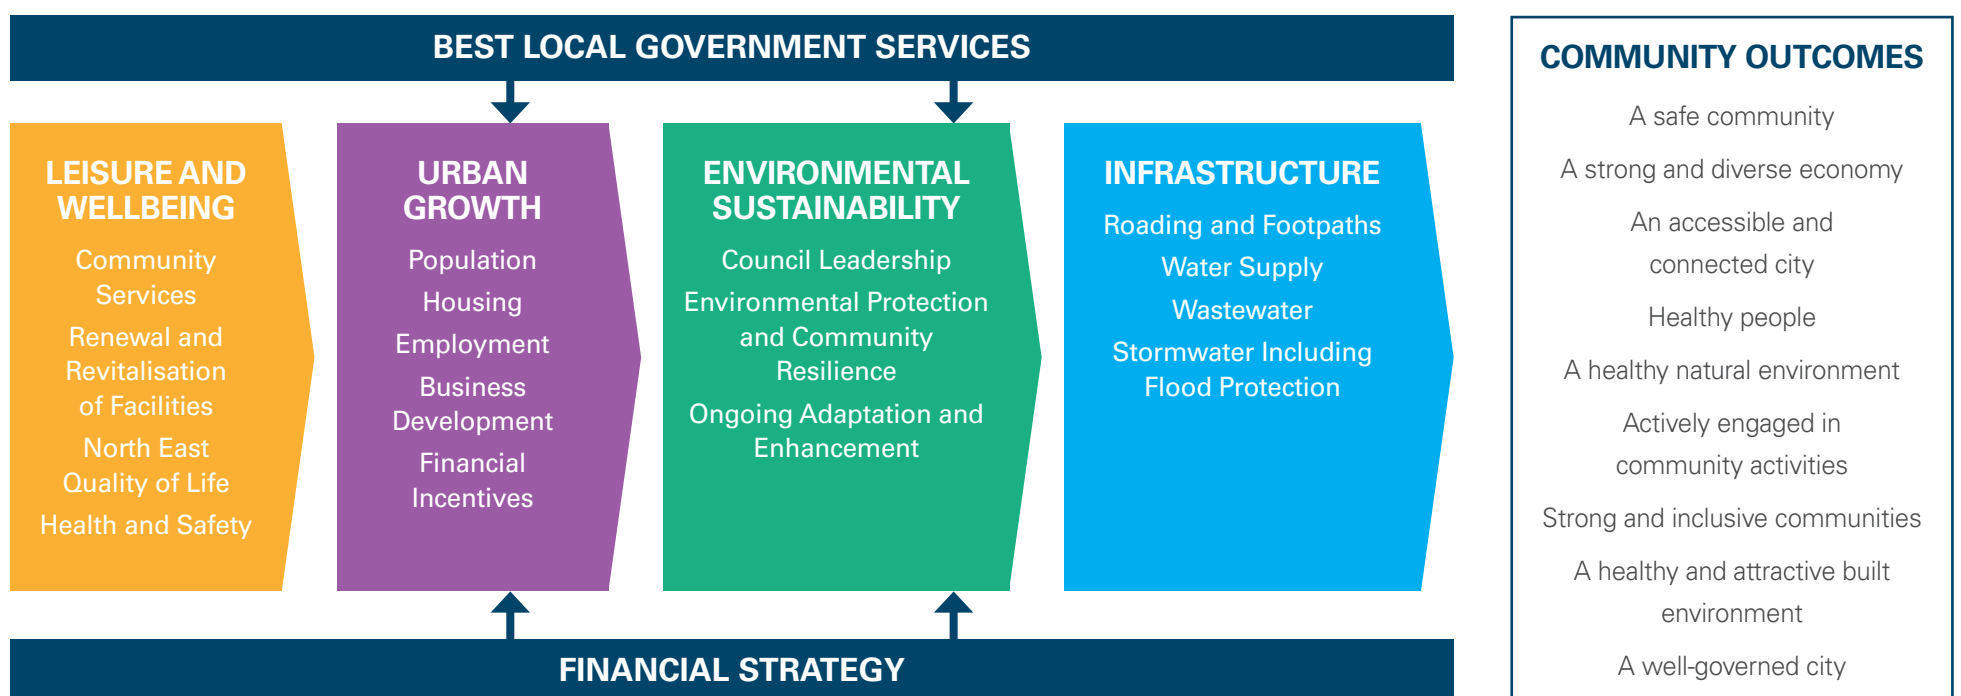 BEST LOCAL GOVERNMENT SERVICES
LEISURE AND
WELLBEING
Community
Services
Renewal and
Revitalisation
of Facilities
North East
Quality of Life
Health and Safety
URBAN
GROWTH
Population
Housing
Employment
Business
Development
Financial
Incentives
ENVIRONMENTAL
SUSTAINABILITY
Council Leadership
Environmental Protection
and Community
Resilience
Ongoing Adaptation and
Enhancement
INFRASTRUCTURE
Roading and Footpaths
Water Supply
Wastewater
Stormwater Including
Flood Protection
FINANCIAL STRATEGY
COMMUNITY OUTCOMES
A safe community
A strong and diverse economy
An accessible and
connected city
Healthy people
A healthy natural environment
Actively engaged in
community activities
Strong and inclusive communities
A healthy and attractive built
environment
A well-governed city